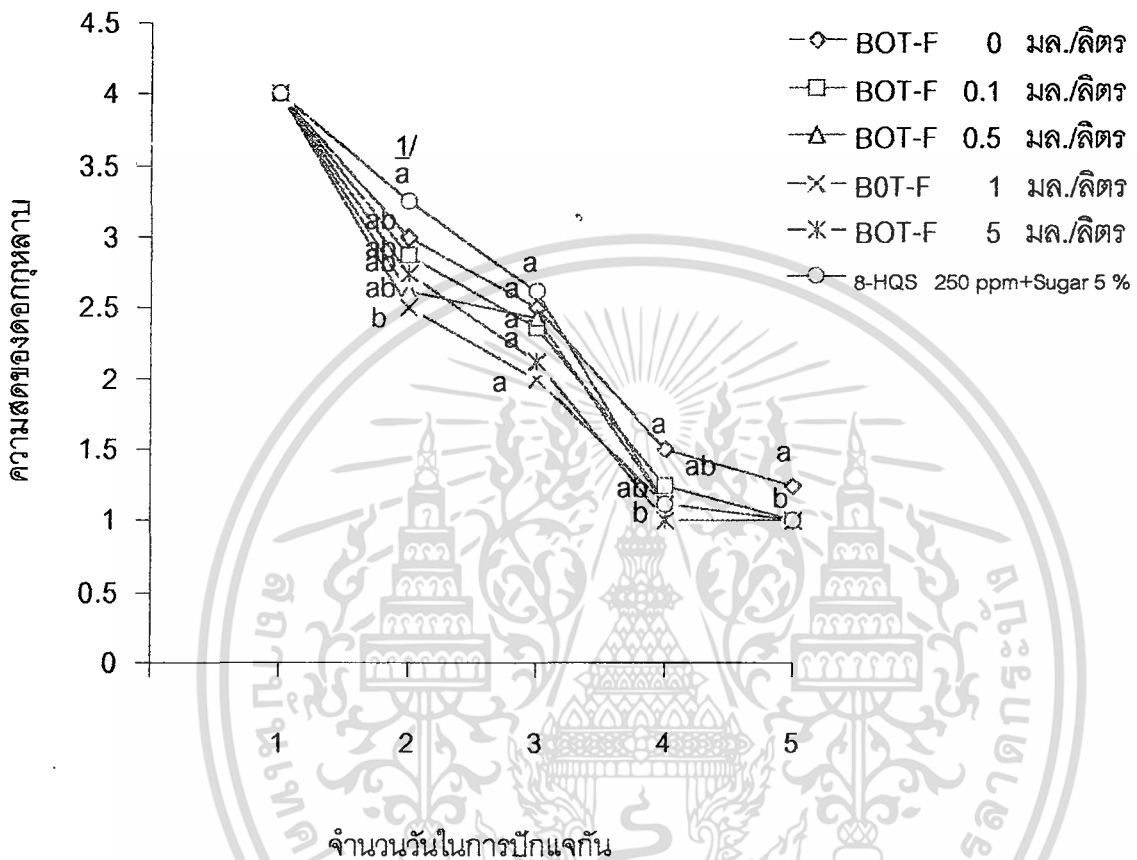 4.5
4
3.5
3
2.5
2
1.5
1
0.5
0
ความสดของดอกกุหลาบ
BOT-F 0 มล./ลิตร
BOT-F 0.1 มล./ลิตร
BOT-F 0.5 มล./ลิตร
B0T-F 1 มล./ลิตร
BOT-F 5 มล./ลิตร
8-HQS 250 ppm+Sugar 5 %
1/
a
ab
ab
ab
ab
b
a
a
a
a
a
a
ab
ab
b
a
b
1 2 3 4 5
จำนวนวันในการปักแจกัน